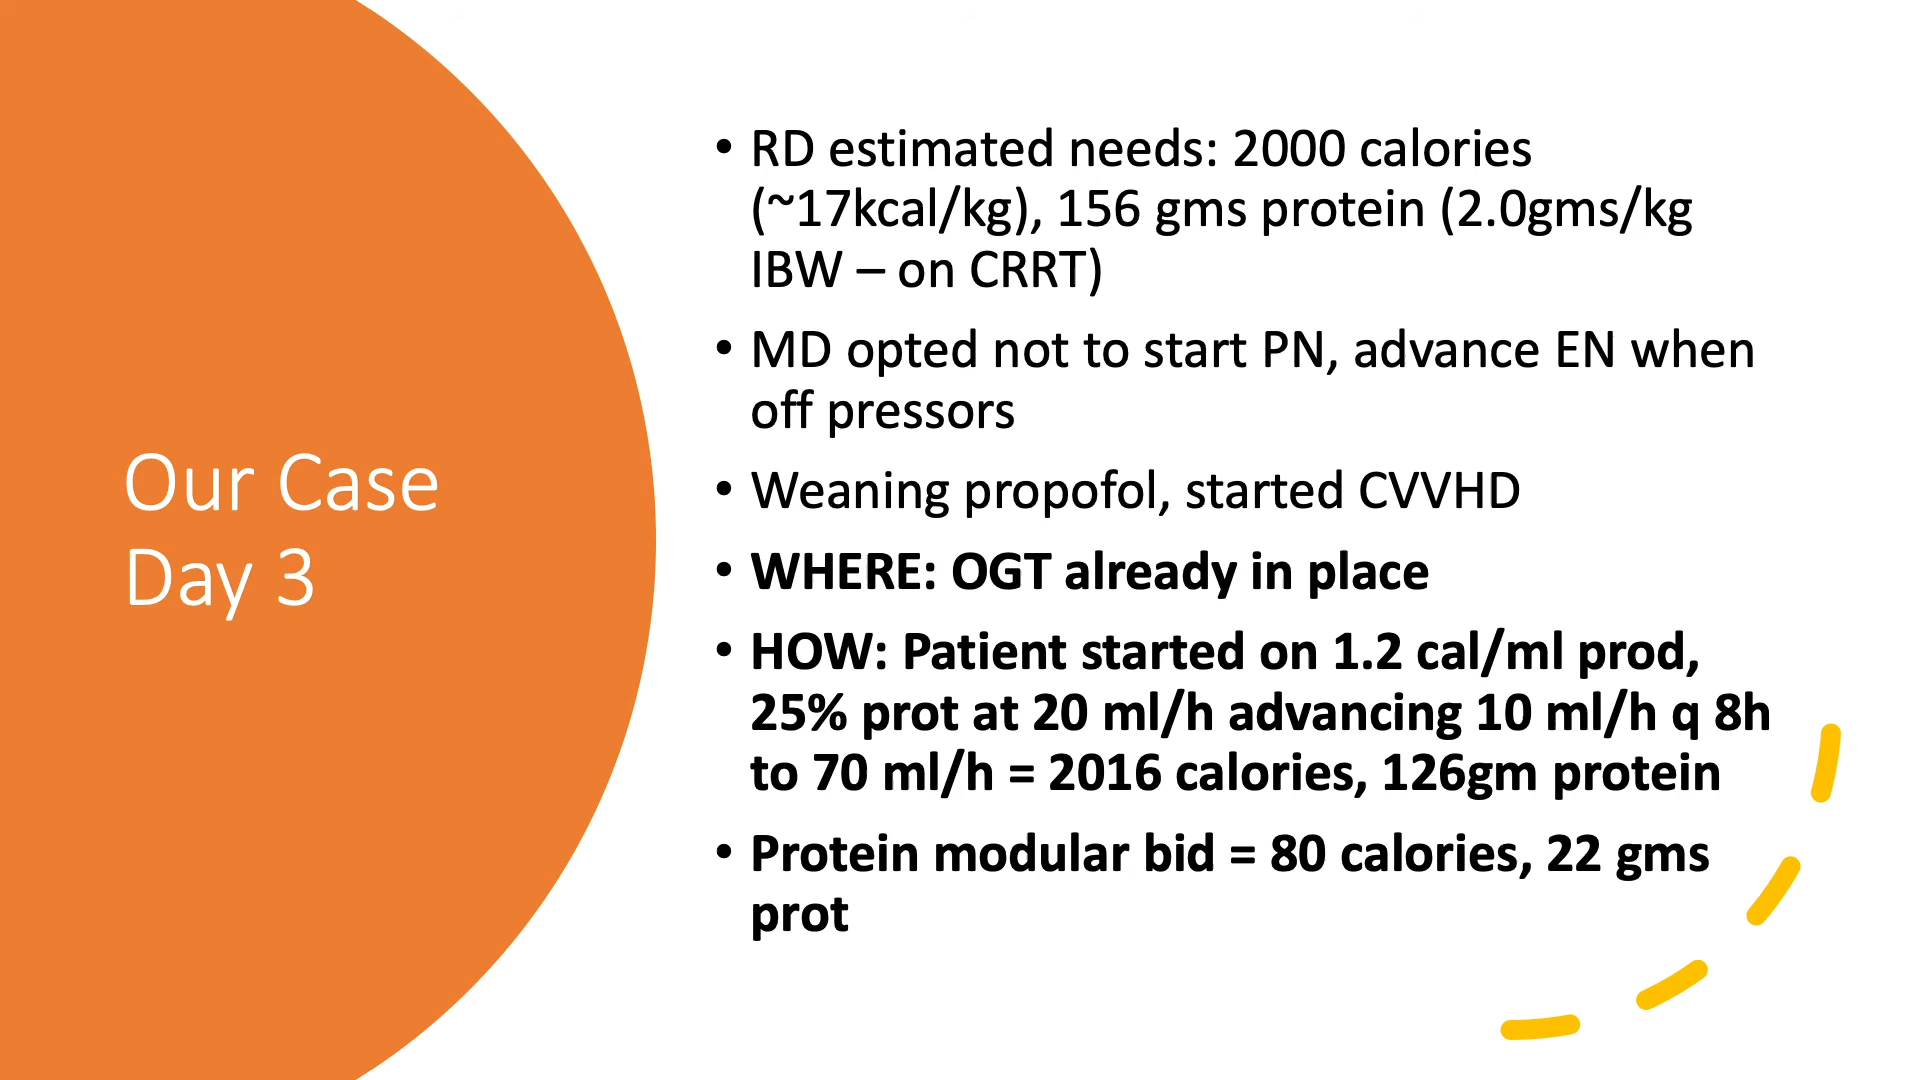 Our Case
Day 3
• RD estimated needs: 2000 calories
(~17kcal/kg), 156 gms protein (2.0gms/kg
IBW – on CRRT)
• MD opted not to start PN, advance EN when
off pressors
• Weaning propofol, started CVVHD
• WHERE: OGT already in place
• HOW: Patient started on 1.2 cal/ml prod,
25% prot at 20 ml/h advancing 10 ml/h q 8h
to 70 ml/h = 2016 calories, 126gm protein
• Protein modular bid = 80 calories, 22 gms
prot